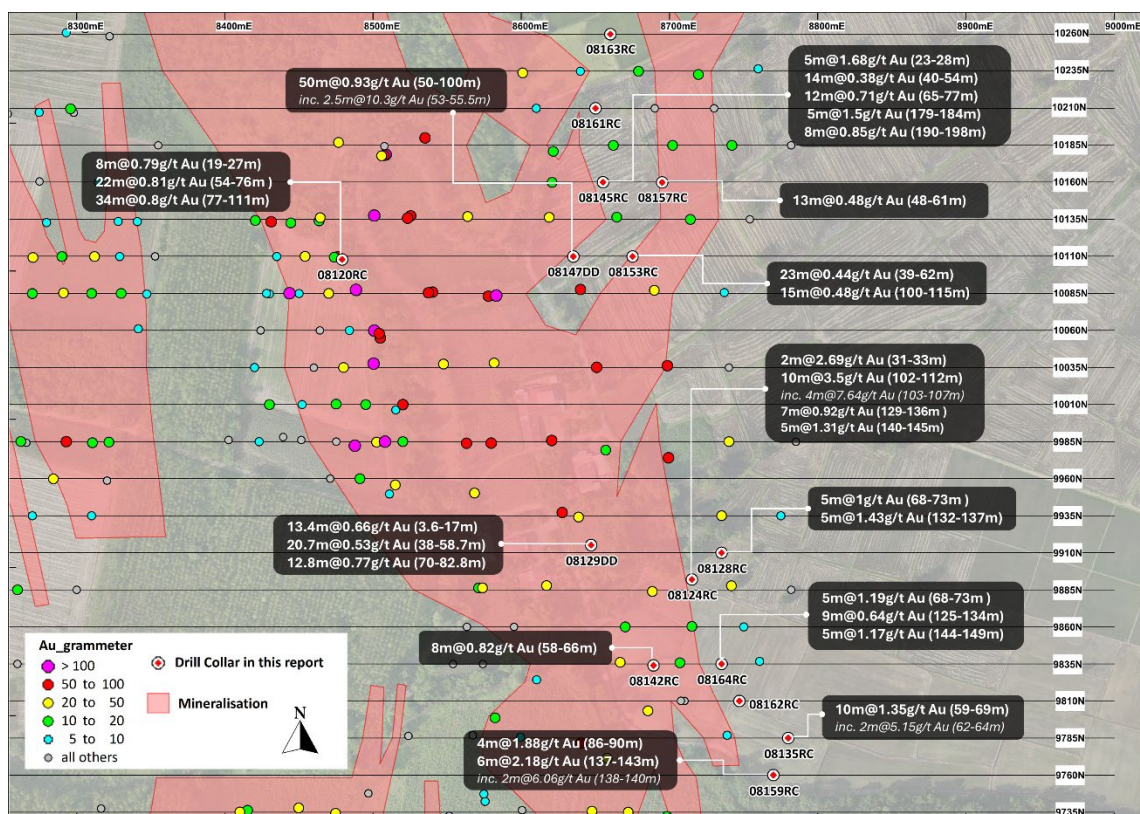 8300mE 8400mE 8500mE 8600mE 8700mE 8800mE 8900mE 9000mE
10260N
08163RC
5m@1.68g/t Au (23-28m)
14m@0.38g/t Au (40-54m)
12m@0.71g/t Au (65-77m)
5m@1.5g/t Au (179-184m)
8m@0.85g/t Au (190-198m)
10235N
50m@0.93g/t Au (50-100m)
inc. 2.5m@10.3g/t Au (53-55.5m)
10210N
08161RC
10185N
8m@0.79g/t Au (19-27m)
22m@0.81g/t Au (54-76m )
34m@0.8g/t Au (77-111m)
10160N
08145RC
08157RC
13m@0.48g/t Au (48-61m)
10135N
10110N
08120RC
08147DD
08153RC
23m@0.44g/t Au (39-62m)
15m@0.48g/t Au (100-115m)
10085N
10060N
10035N
2m@2.69g/t Au (31-33m)
10m@3.5g/t Au (102-112m)
inc. 4m@7.64g/t Au (103-107m)
7m@0.92g/t Au (129-136m)
5m@1.31g/t Au (140-145m)
10010N
9985N
9960N
9935N
5m@1g/t Au (68-73m )
5m@1.43g/t Au (132-137m)
13.4m@0.66g/t Au (3.6-17m)
20.7m@0.53g/t Au (38-58.7m)
12.8m@0.77g/t Au (70-82.8m)
9910N
08129DD
08128RC
08124RC
9885N
5m@1.19g/t Au (68-73m )
9m@0.64g/t Au (125-134m)
5m@1.17g/t Au (144-149m)
9860N
8m@0.82g/t Au (58-66m)
9835N
08142RC
08164RC
9810N
08162RC
10m@1.35g/t Au (59-69m)
inc. 2m@5.15g/t Au (62-64m)
9785N
08135RC
4m@1.88g/t Au (86-90m)
6m@2.18g/t Au (137-143m)
inc. 2m@6.06g/t Au (138-140m)
9760N
08159RC
9735N
Au_grammeter
> 100
50 to 100
20 to 50
10 to 20
5 to 10
all others
Drill Collar in this report
Mineralisation
N